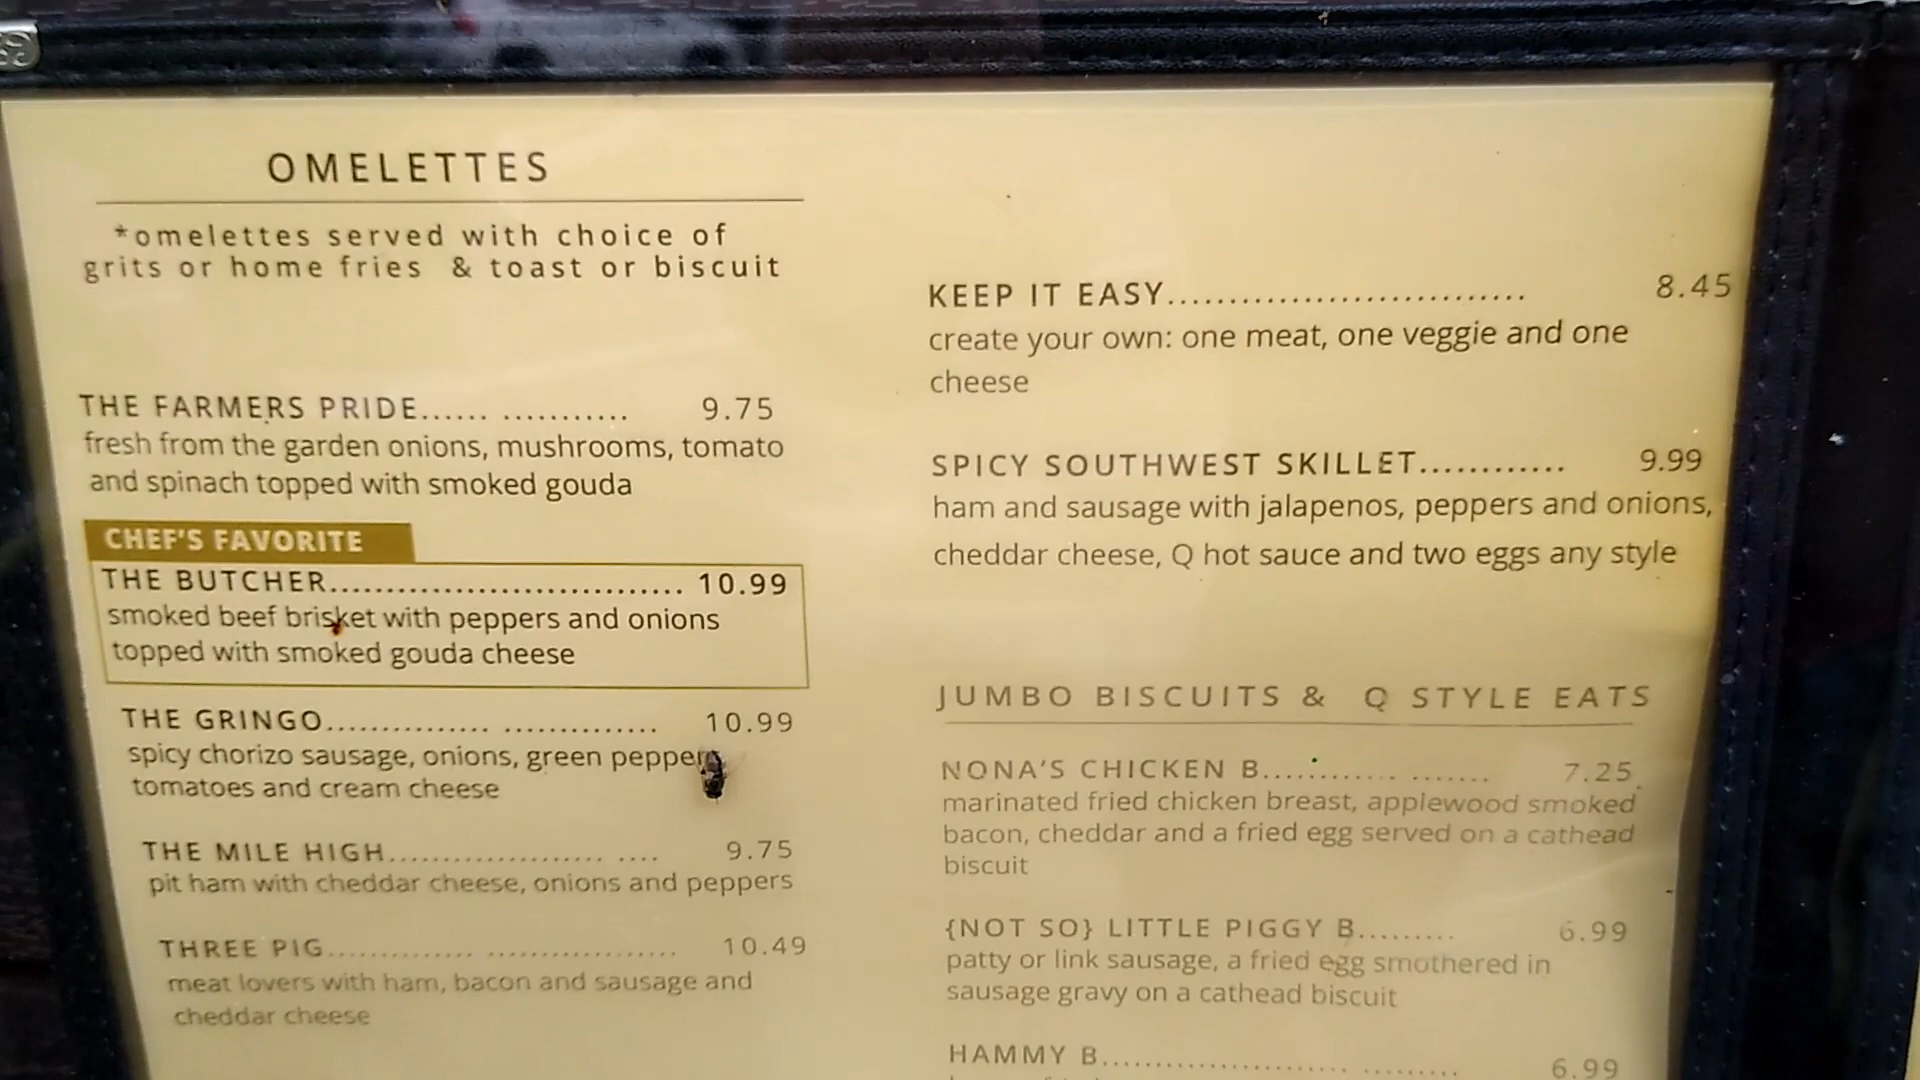 OMELETTES
*omelettes served with choice of
grits or home fries & toast or biscuit
THE FARMERS PRIDE...... ........... 9.75
fresh from the garden onions, mushrooms, tomato
and spinach topped with smoked gouda
CHEF'S FAVORITE
THE BUTCHER................................ 10.99
smoked beef brisket with peppers and onions
topped with smoked gouda cheese
THE GRINGO............... .............. 10.99
spicy chorizo sausage, onions, green pepper
tomatoes and cream cheese
THE MILE HIGH.................... .... 9.75
pit ham with cheddar cheese, onions and peppers
THREE PIG............. ................. 10.49
meat lovers with ham, bacon and sausage and
cheddar cheese
KEEP IT EASY............................. 8.45
create your own: one meat, one veggie and one
cheese
SPICY SOUTHWEST SKILLET............ 9.99
ham and sausage with jalapenos, peppers and onions,
cheddar cheese, Q hot sauce and two eggs any style
JUMBO BISCUITS & Q STYLE EATS
NONA'S CHICKEN B............ ....... 7.25
marinated fried chicken breast, applewood smoked
bacon, cheddar and a fried egg served on a cathead
biscuit
{NOT SO} LITTLE PIGGY B......... 6.99
patty or link sausage, a fried egg smothered in
sausage gravy on a cathead biscuit
HAMMY B...................... ......... 6.99